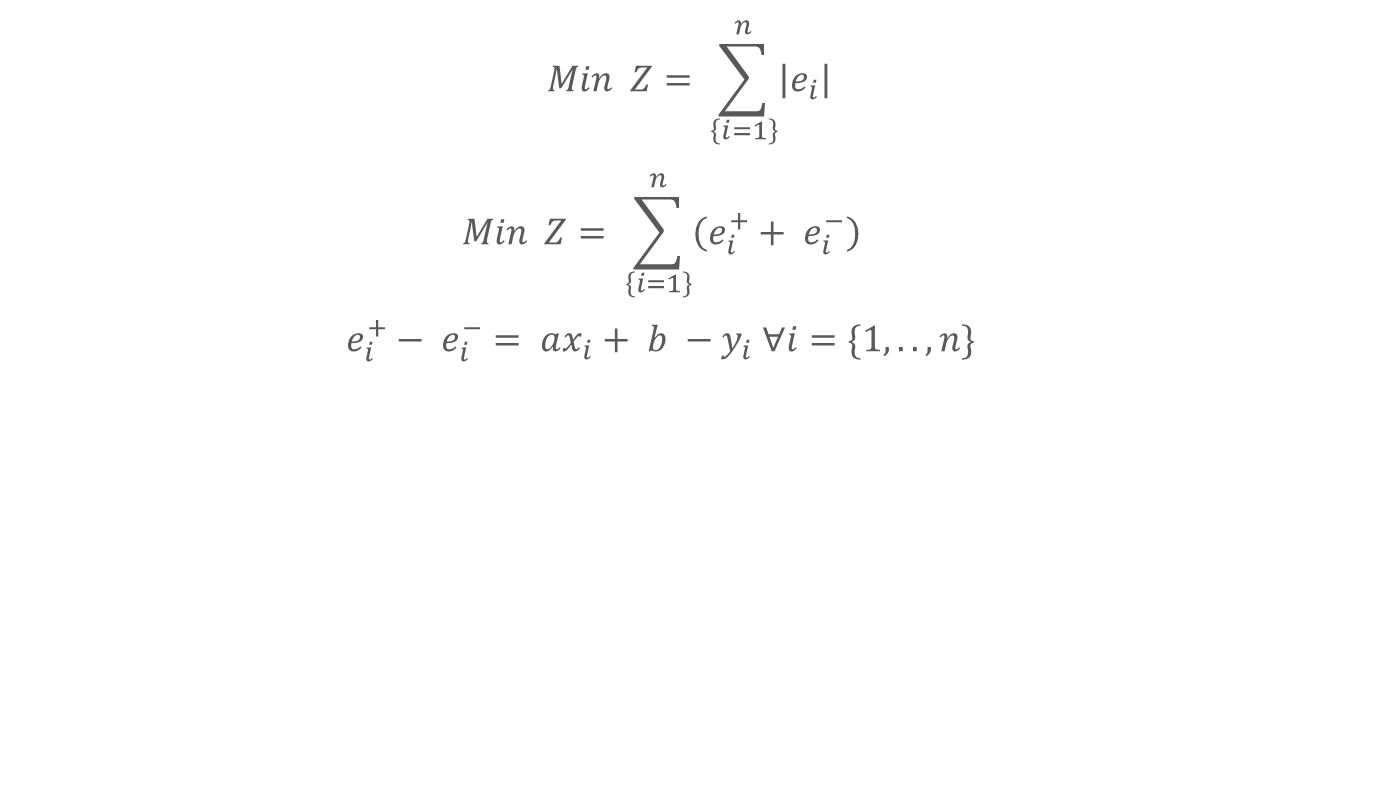 Min Z = ∑_{i=1}^n |e_i|
Min Z = ∑_{i=1}^n (e_i^+ + e_i^-)
e_i^+ − e_i^- = ax_i + b − y_i ∀i = {1,..,n}